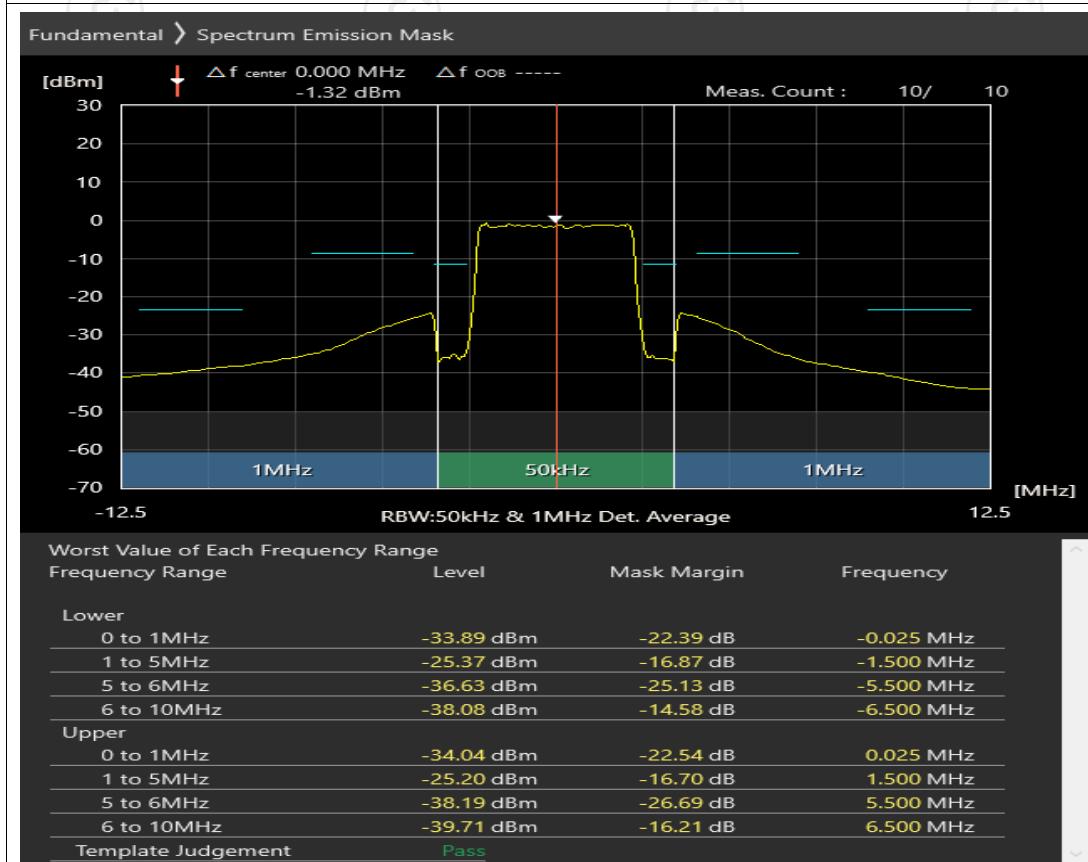 Fundamental ❯ Spectrum Emission Mask
[dBm] Δf center 0.000 MHz Δf OOB -----
-1.32 dBm Meas. Count : 10/ 10
30
20
10
0
-10
-20
-30
-40
-50
-60
1MHz 50kHz 1MHz
-70
[MHz]
-12.5 RBW:50kHz & 1MHz Det. Average 12.5
Worst Value of Each Frequency Range
Frequency Range Level Mask Margin Frequency
Lower
0 to 1MHz -33.89 dBm -22.39 dB -0.025 MHz
1 to 5MHz -25.37 dBm -16.87 dB -1.500 MHz
5 to 6MHz -36.63 dBm -25.13 dB -5.500 MHz
6 to 10MHz -38.08 dBm -14.58 dB -6.500 MHz
Upper
0 to 1MHz -34.04 dBm -22.54 dB 0.025 MHz
1 to 5MHz -25.20 dBm -16.70 dB 1.500 MHz
5 to 6MHz -38.19 dBm -26.69 dB 5.500 MHz
6 to 10MHz -39.71 dBm -16.21 dB 6.500 MHz
Template Judgement Pass